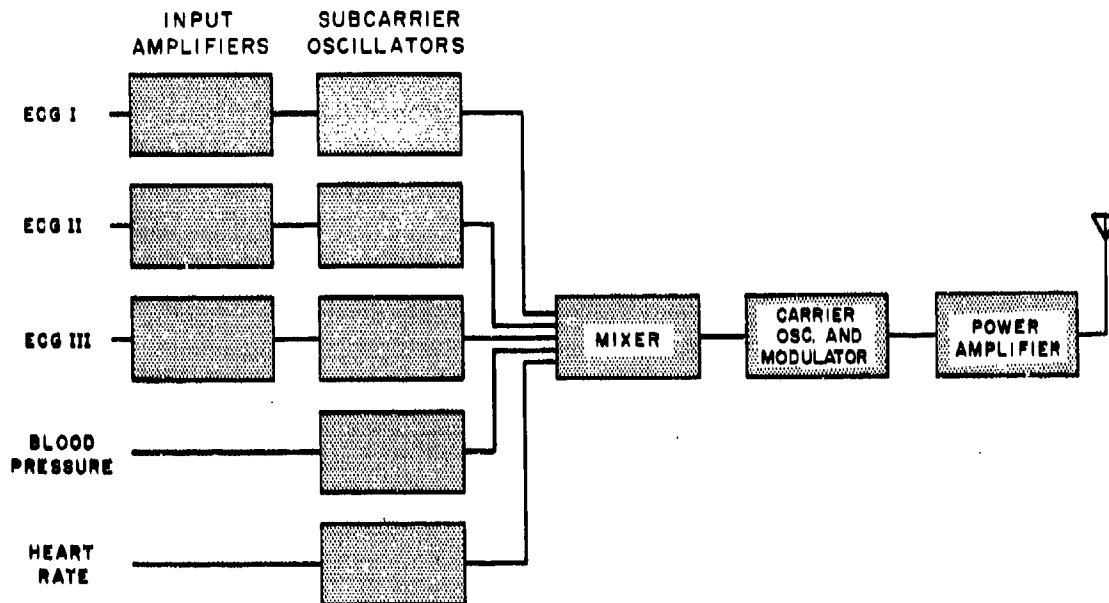 INPUT
AMPLIFIERS
SUBCARRIER
OSCILLATORS
ECG I
ECG II
ECG III
BLOOD
PRESSURE
HEART
RATE
MIXER
CARRIER
OSC. AND
MODULATOR
POWER
AMPLIFIER